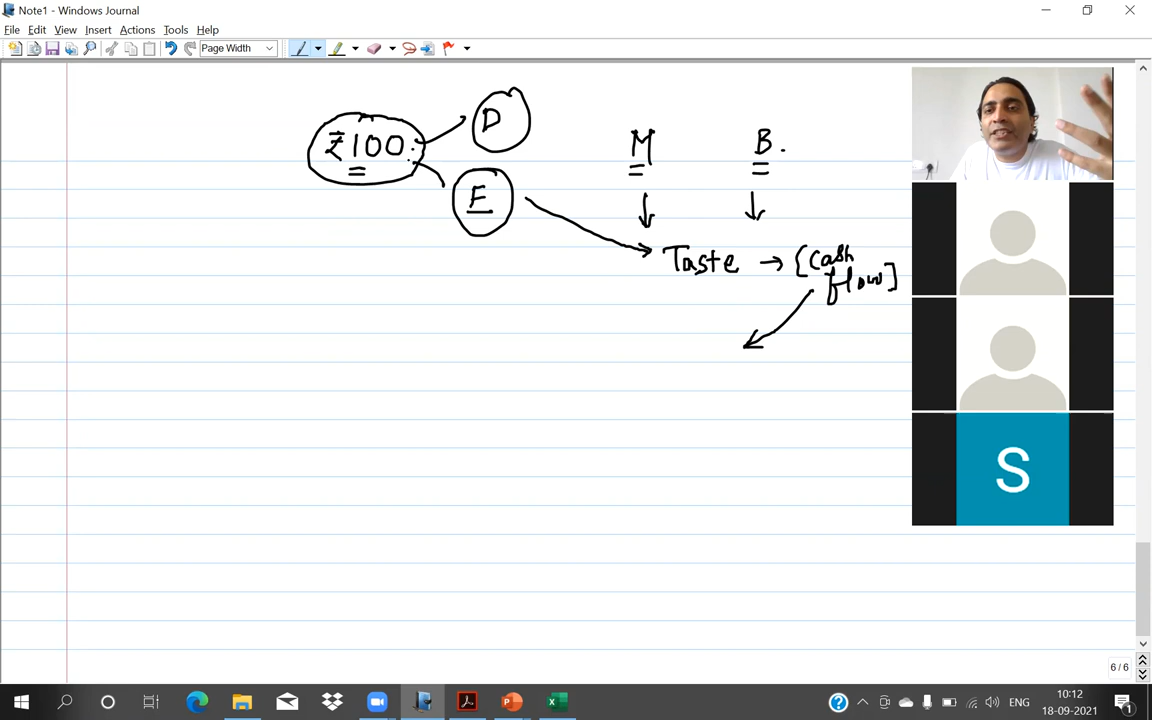 Note1 - Windows Journal
File Edit View Insert Actions Tools Help
Page Width
₹100
D
E
M
B.
Taste → [Cash
flow]
S
6 / 6
ENG
10:12
18-09-2021
1